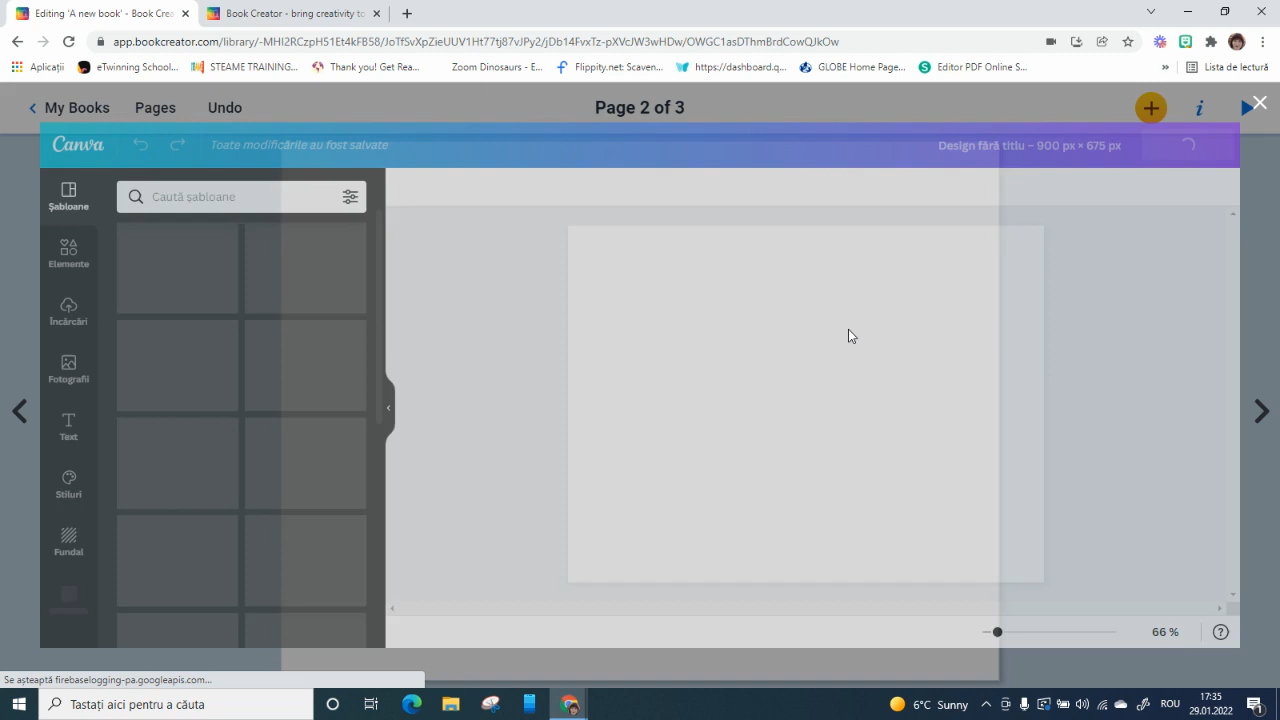 Editing 'A new book' - Book Crea
Book Creator - bring creativity to
app.bookcreator.com/library/-MHI2RCzpH51Et4kFB58/JoTfSvXpZieUUV1Ht77tj87vJPy2/jDb14FvxTz-pXVcJW3wHDw/OWGC1asDThmBrdCowQJkOw
Aplicații
eTwinning School...
STEAME TRAINING...
Thank you! Get Rea...
Zoom Dinosaurs - E...
Flippity.net: Scaven...
https://dashboard.q...
GLOBE Home Page...
Editor PDF Online S...
»
Lista de lectură
My Books
Pages
Undo
Page 2 of 3
Canva
Toate modificările au fost salvate
Design fără titlu – 900 px × 675 px
Șabloane
Caută șabloane
Elemente
Încărcări
Fotografii
Text
Stiluri
Fundal
66 %
Se așteaptă firebaselogging-pa.googleapis.com...
Tastați aici pentru a căuta
6°C Sunny
ROU
17:35
29.01.2022
1